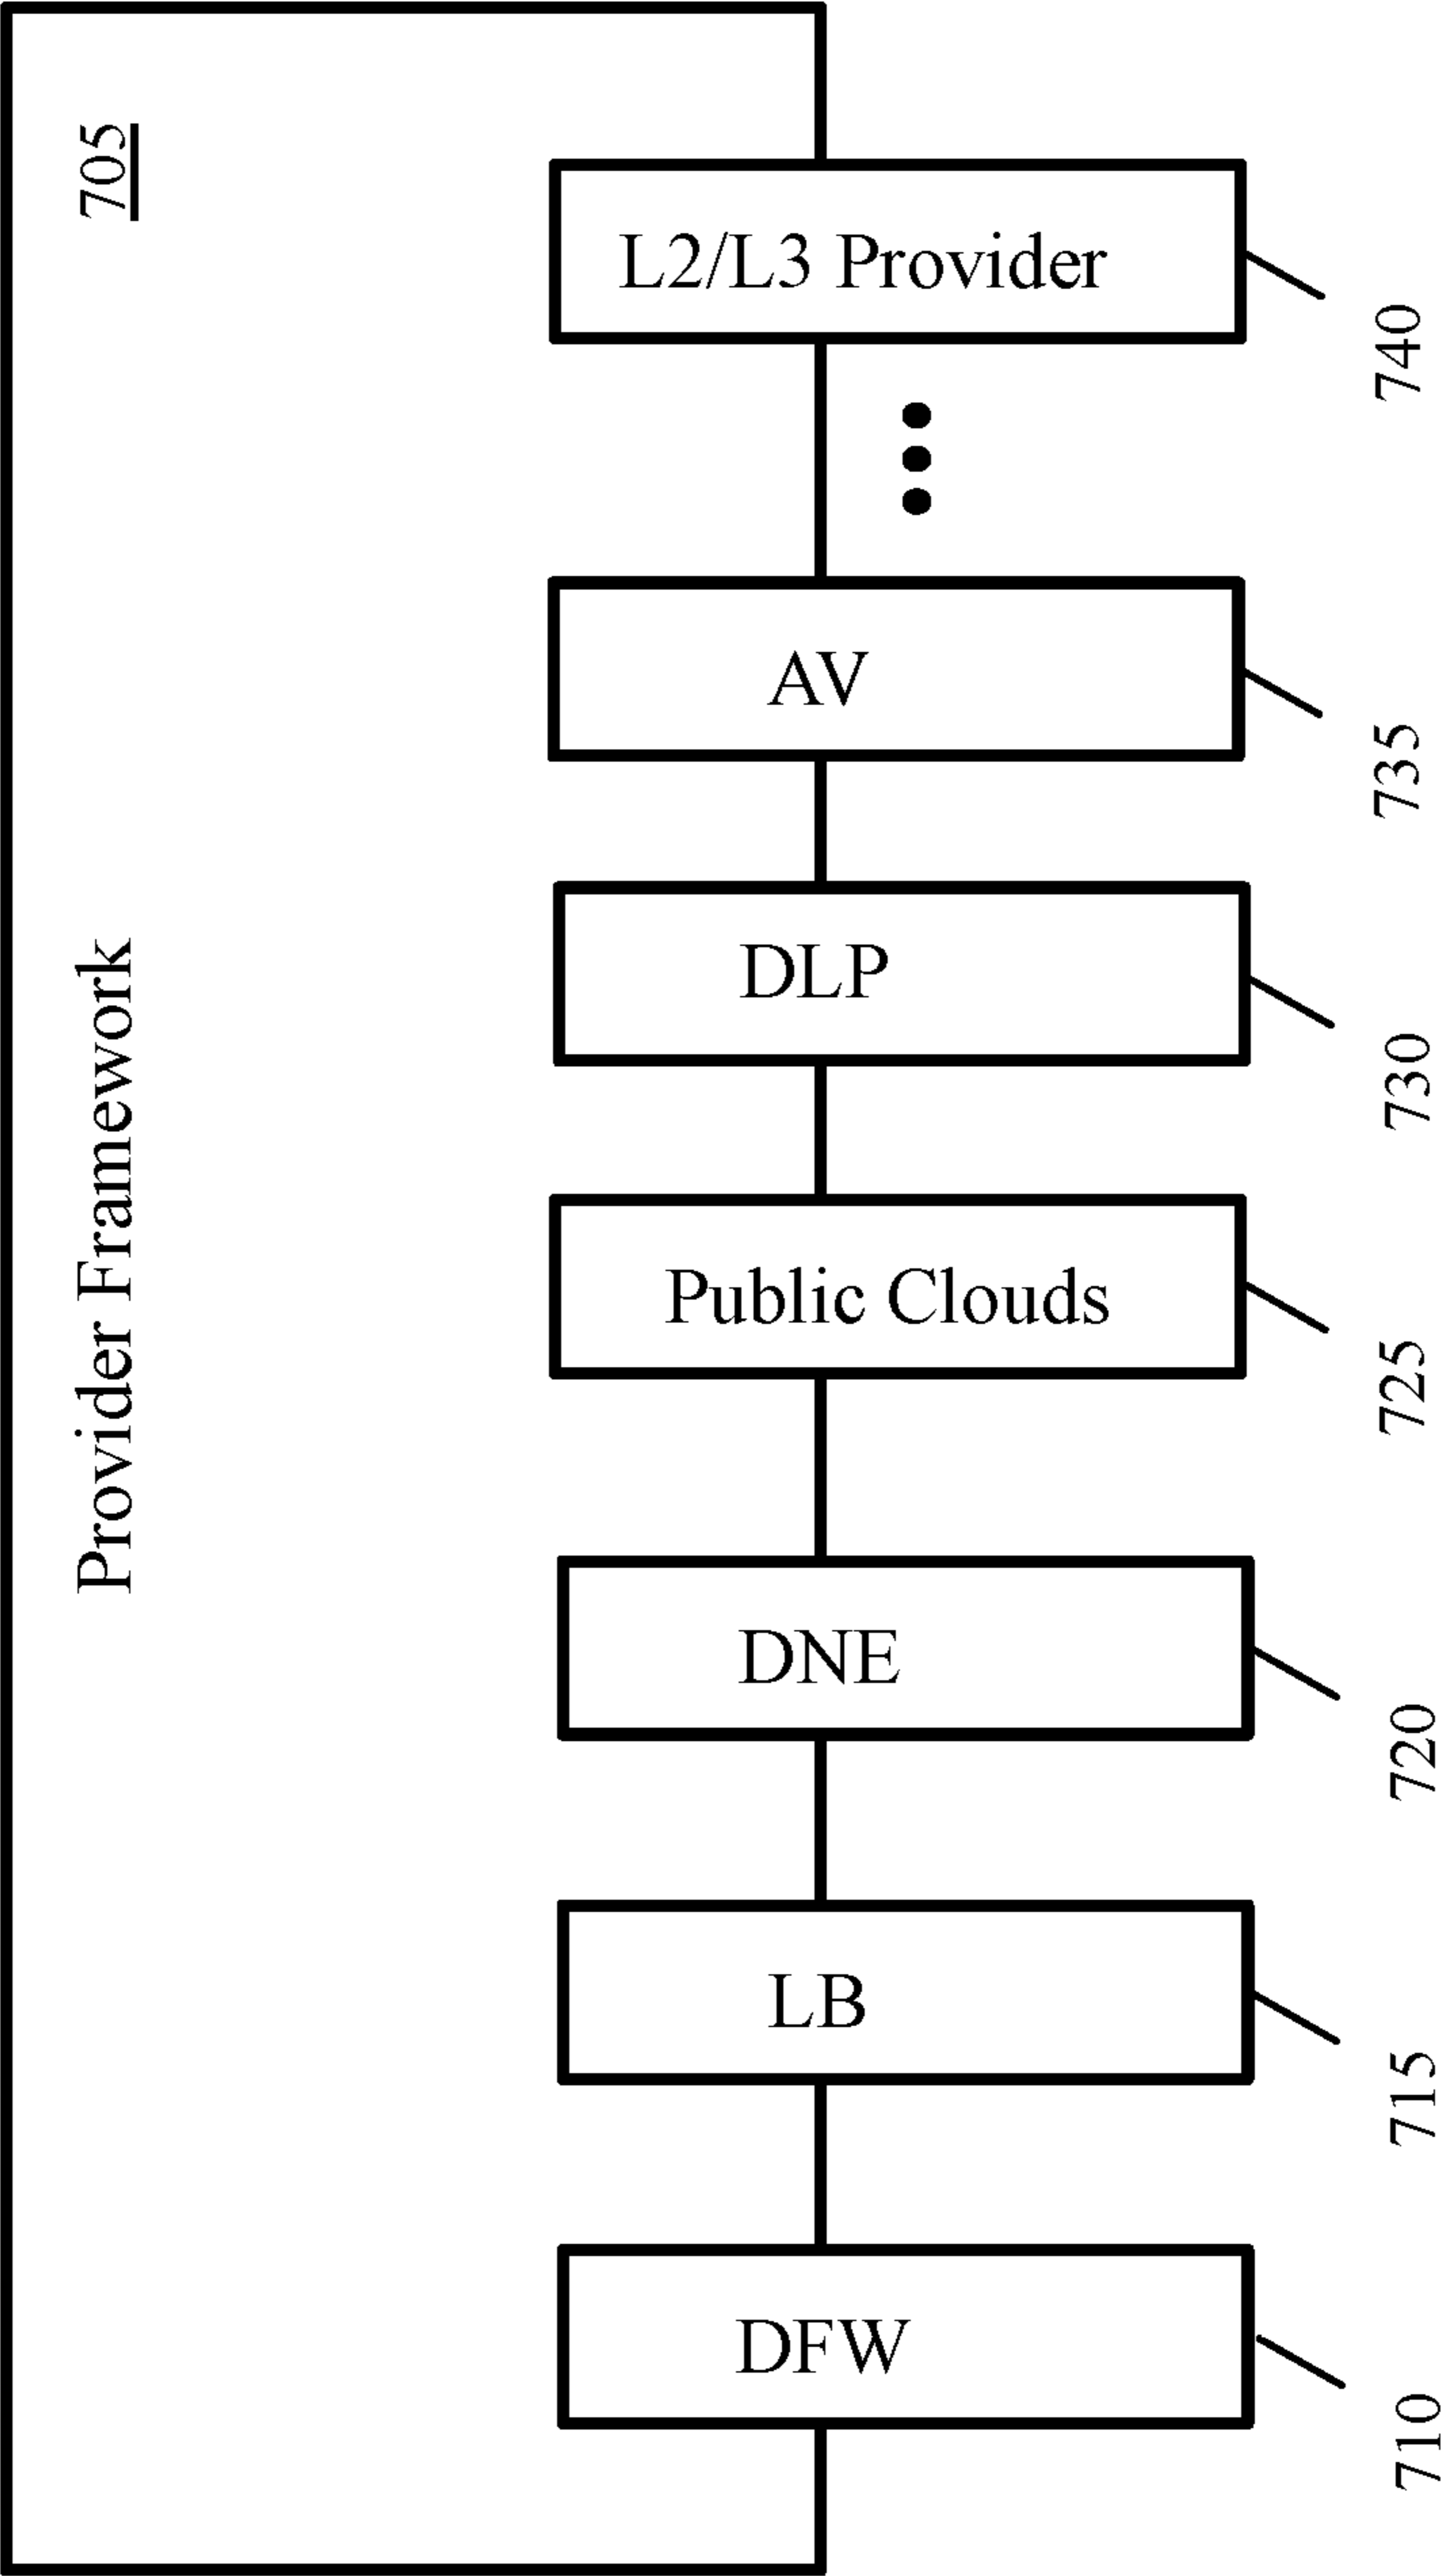 Provider Framework
705
L2/L3 Provider
740
AV
735
DLP
730
Public Clouds
725
DNE
720
LB
715
DFW
710